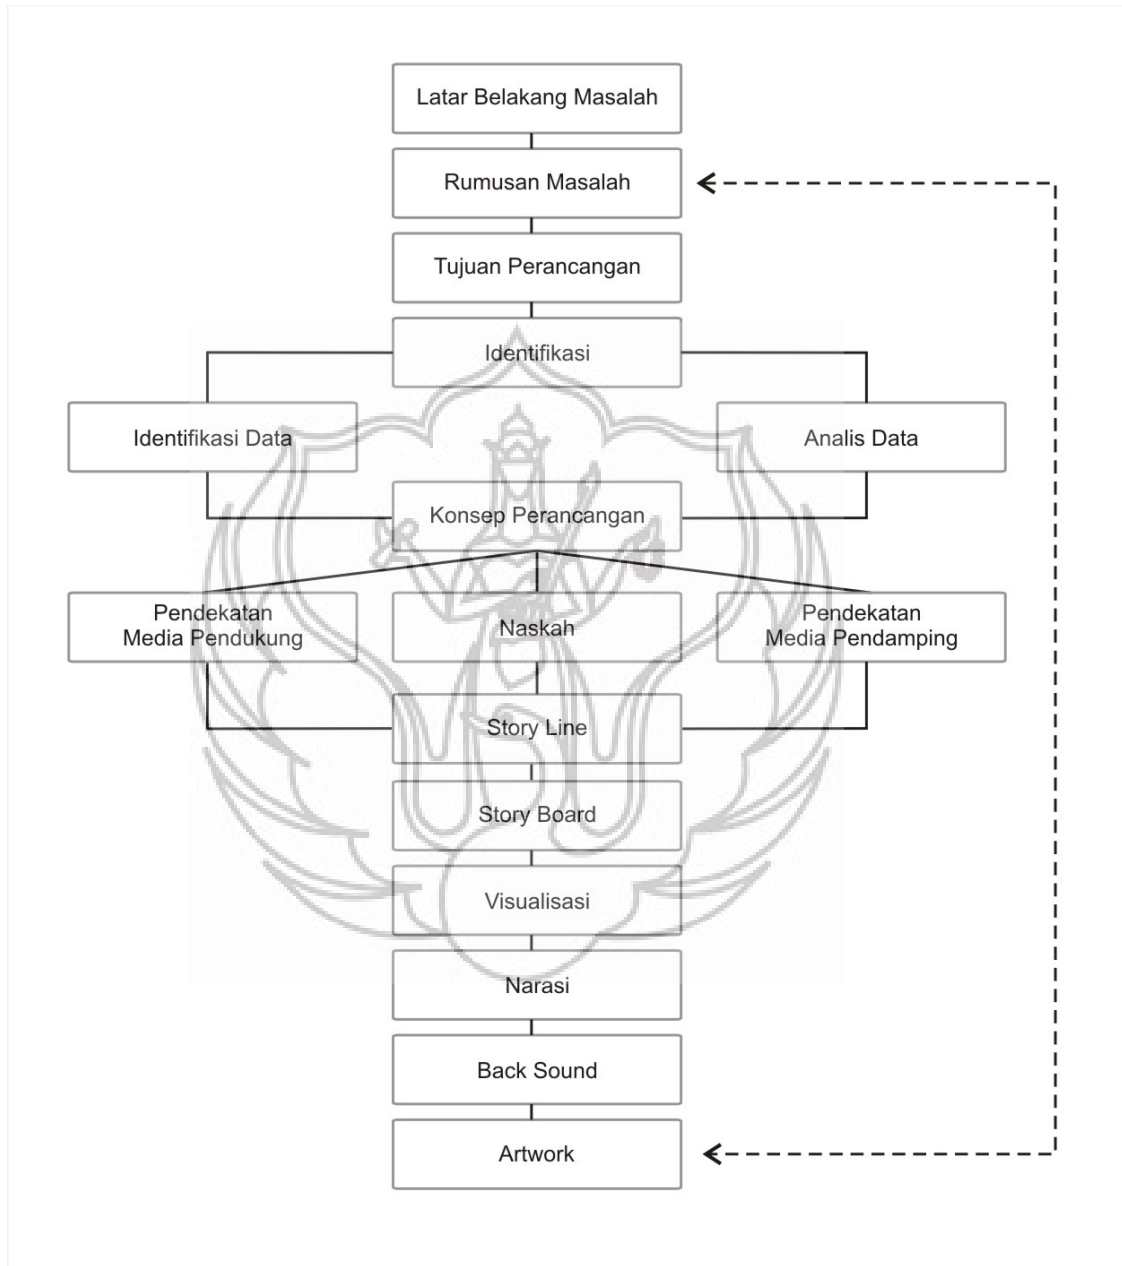 Latar Belakang Masalah
Rumusan Masalah
Tujuan Perancangan
Identifikasi
Identifikasi Data
Analis Data
Konsep Perancangan
Pendekatan
Media Pendukung
Naskah
Pendekatan
Media Pendamping
Story Line
Story Board
Visualisasi
Narasi
Back Sound
Artwork